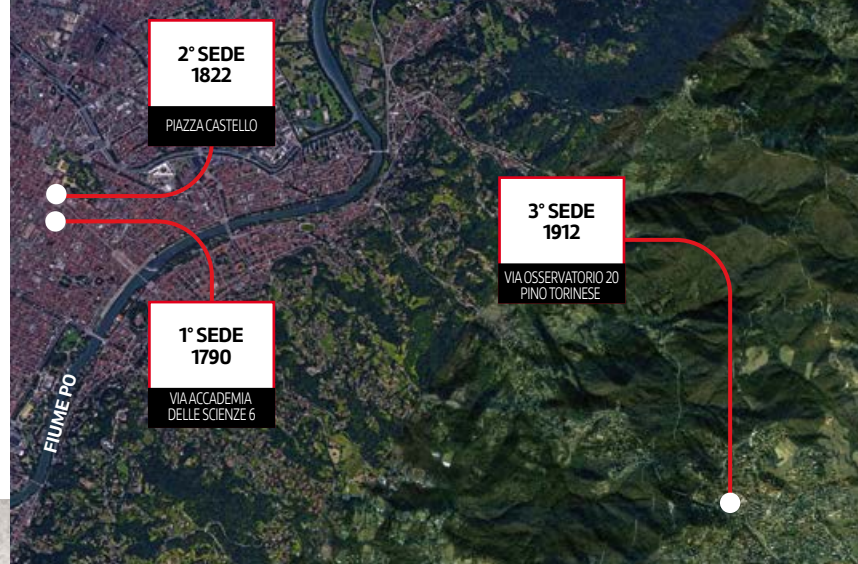 2° SEDE
1822
PIAZZA CASTELLO
3° SEDE
1912
VIA OSSERVATORIO 20
PINO TORINESE
1° SEDE
1790
VIA ACCADEMIA
DELLE SCIENZE 6
FIUME PO